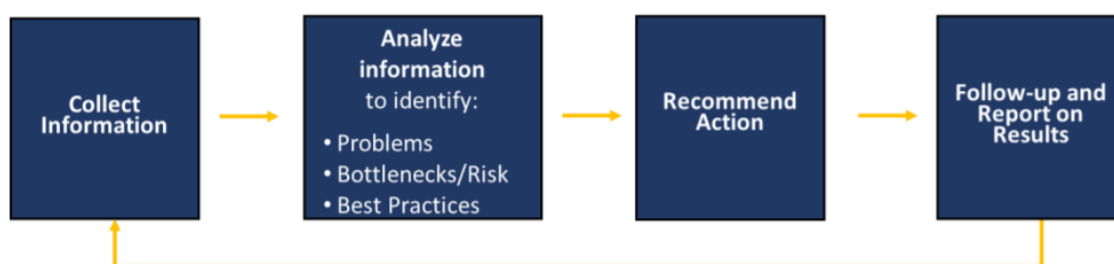 Collect
Information
Analyze
information
to identify:
• Problems
• Bottlenecks/Risk
• Best Practices
Recommend
Action
Follow-up and
Report on
Results